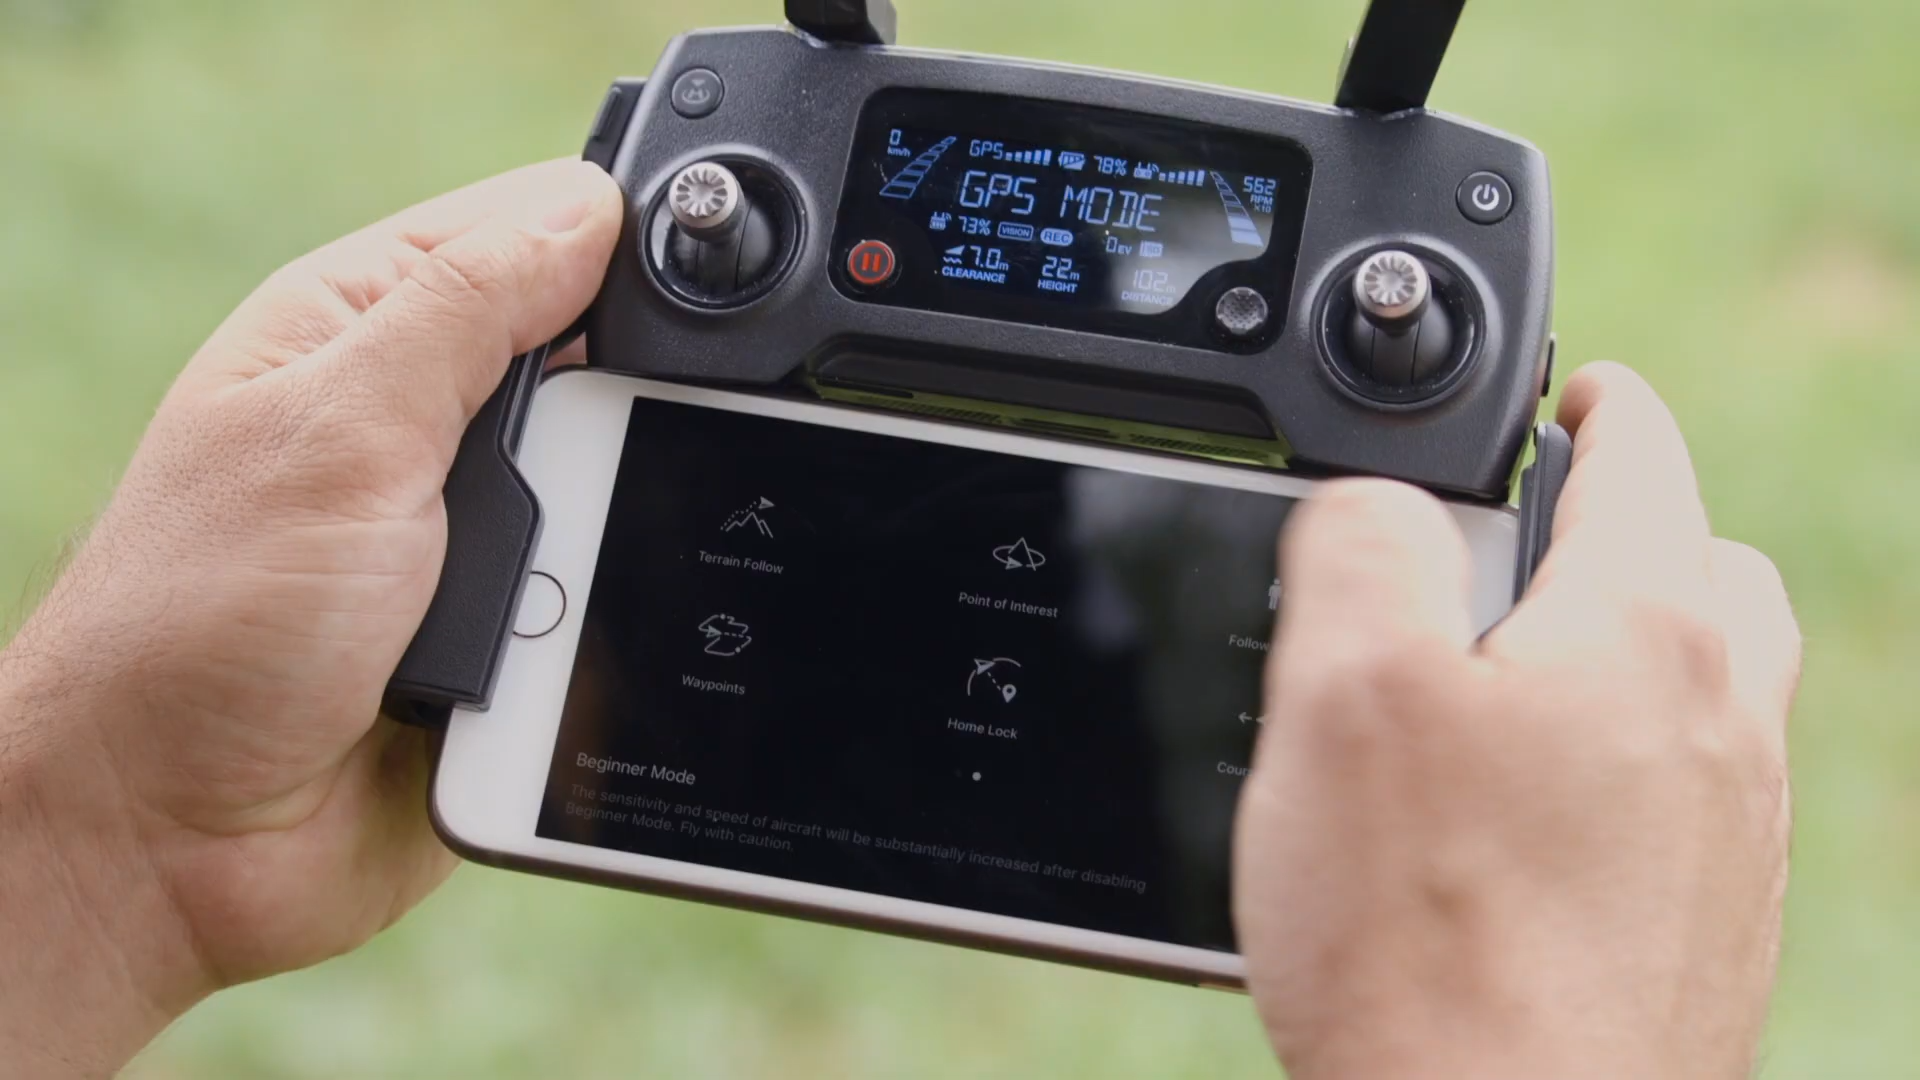 0
km/h
GPS 78%
562
RPM
X10
GPS MODE
73% VISION REC 0EV
7.0m
CLEARANCE
22m
HEIGHT
102m
DISTANCE
Terrain Follow
Point of Interest
Follow
Waypoints
Home Lock
Cour
Beginner Mode
The sensitivity and speed of aircraft will be substantially increased after disabling
Beginner Mode. Fly with caution.